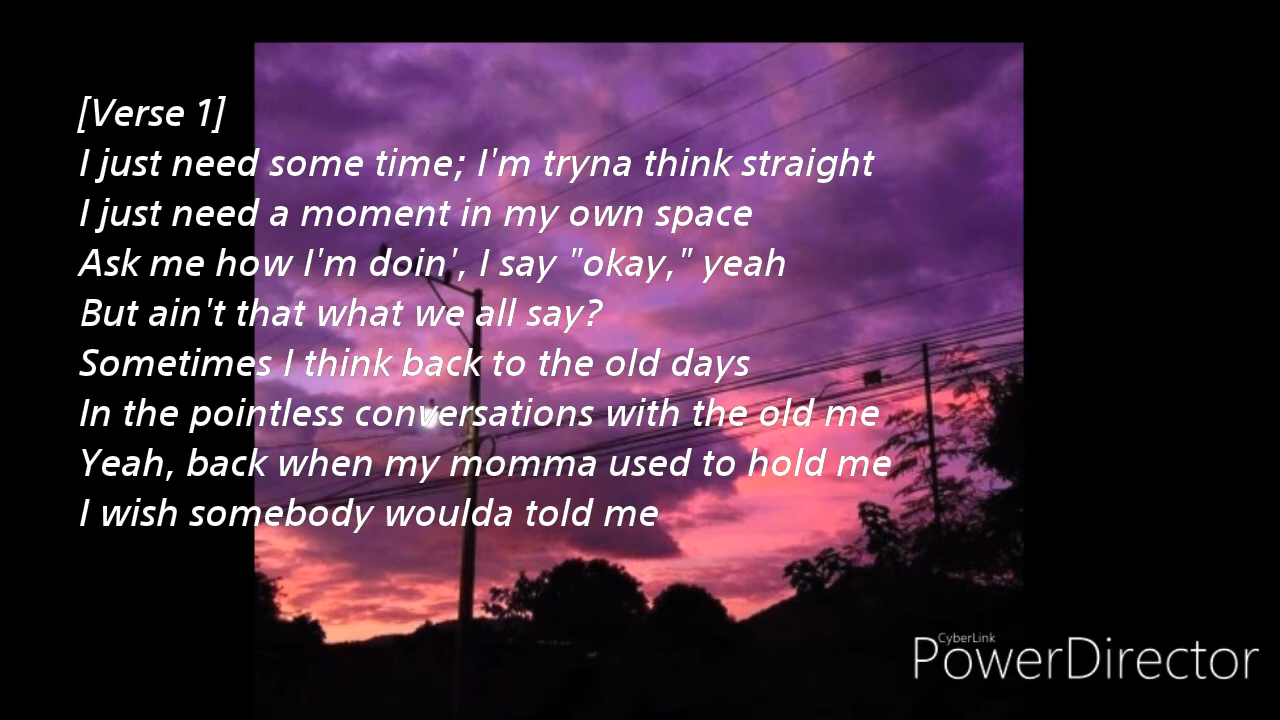 [Verse 1]
I just need some time; I'm tryna think straight
I just need a moment in my own space
Ask me how I'm doin', I say "okay," yeah
But ain't that what we all say?
Sometimes I think back to the old days
In the pointless conversations with the old me
Yeah, back when my momma used to hold me
I wish somebody woulda told me
CyberLink
PowerDirector